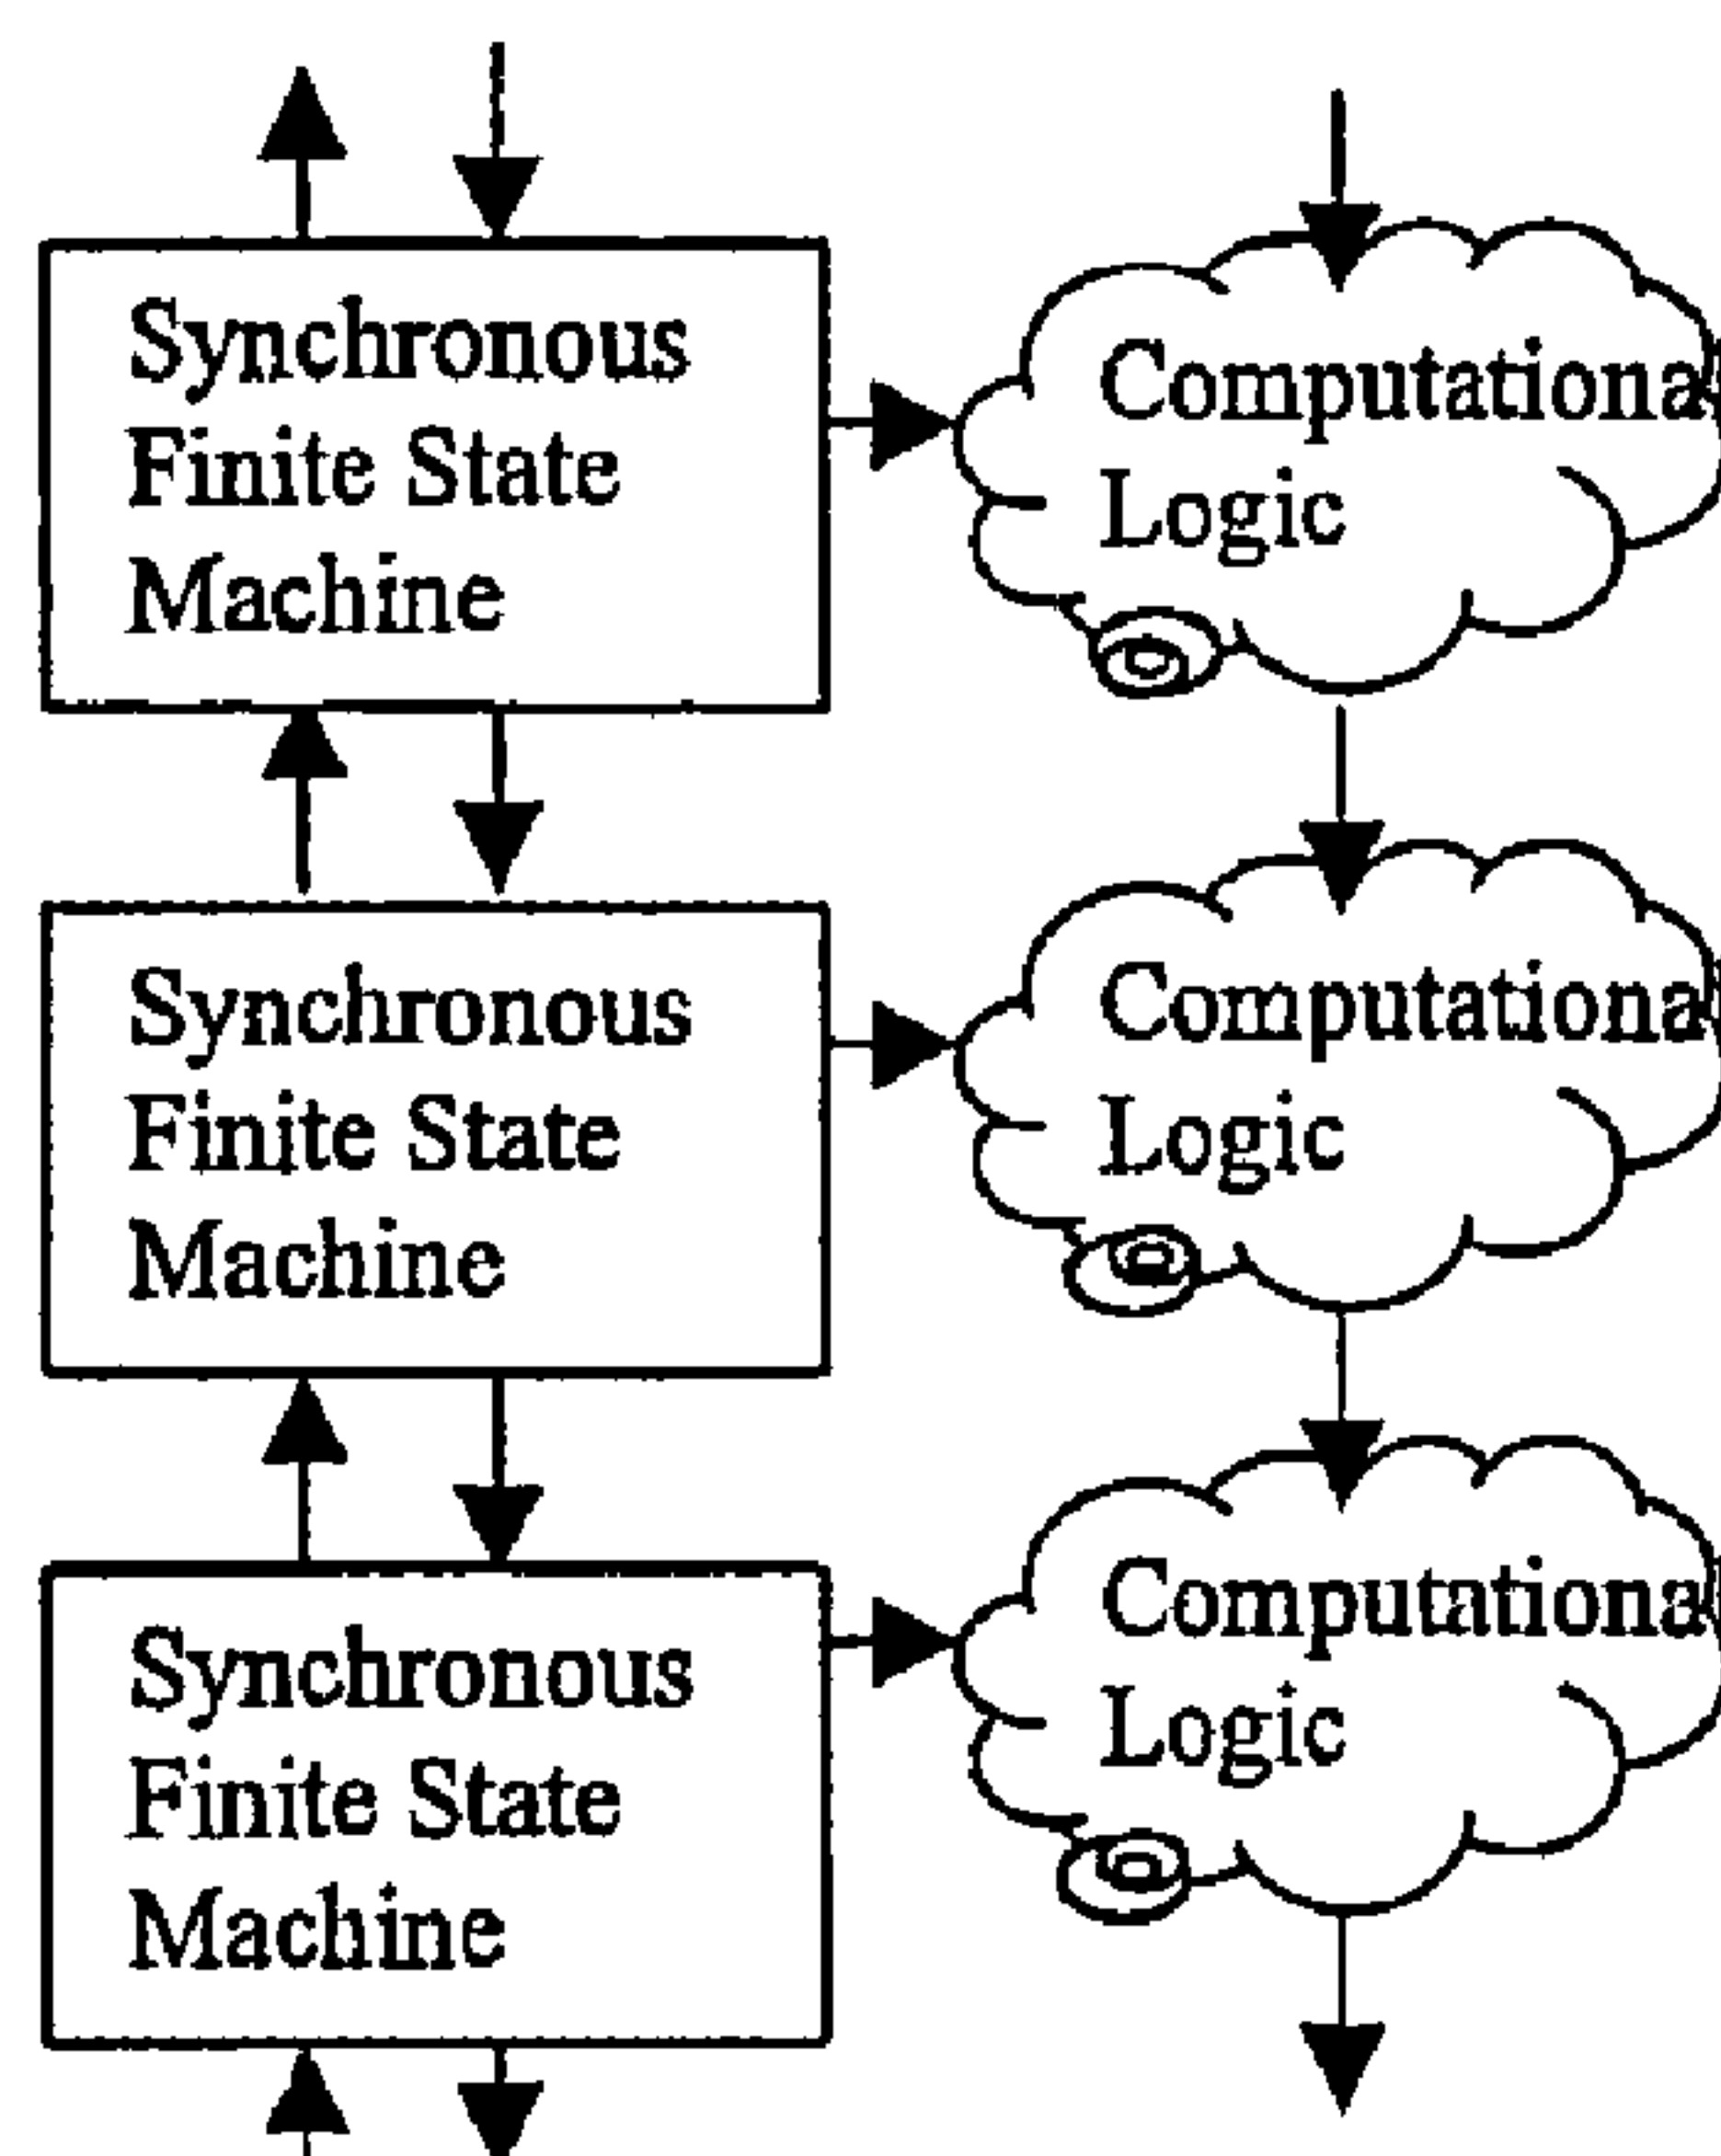 Synchronous
Finite State
Machine
Computational
Logic
Synchronous
Finite State
Machine
Computational
Logic
Synchronous
Finite State
Machine
Computational
Logic